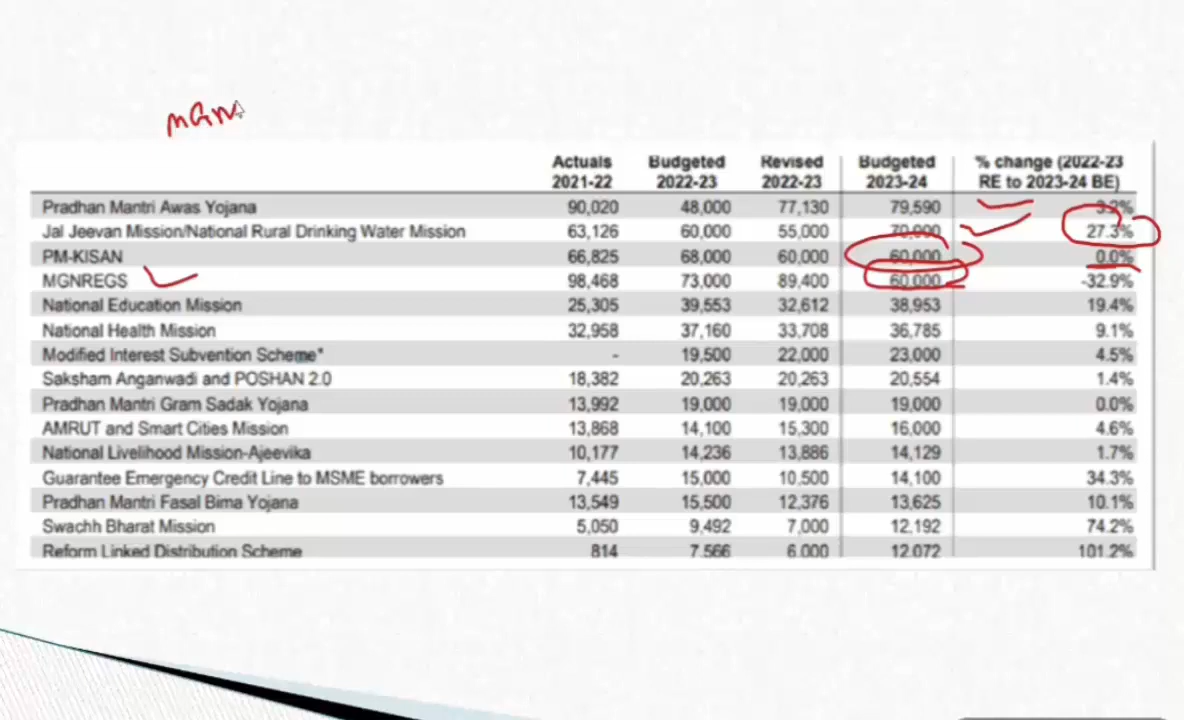 MGN
Actuals Budgeted Revised Budgeted % change (2022-23
2021-22 2022-23 2022-23 2023-24 RE to 2023-24 BE)
Pradhan Mantri Awas Yojana 90,020 48,000 77,130 79,590 3.2%
Jal Jeevan Mission/National Rural Drinking Water Mission 63,126 60,000 55,000 70,000 27.3%
PM-KISAN 66,825 68,000 60,000 60,000 0.0%
MGNREGS 98,468 73,000 89,400 60,000 -32.9%
National Education Mission 25,305 39,553 32,612 38,953 19.4%
National Health Mission 32,958 37,160 33,708 36,785 9.1%
Modified Interest Subvention Scheme* - 19,500 22,000 23,000 4.5%
Saksham Anganwadi and POSHAN 2.0 18,382 20,263 20,263 20,554 1.4%
Pradhan Mantri Gram Sadak Yojana 13,992 19,000 19,000 19,000 0.0%
AMRUT and Smart Cities Mission 13,868 14,100 15,300 16,000 4.6%
National Livelihood Mission-Ajeevika 10,177 14,236 13,886 14,129 1.7%
Guarantee Emergency Credit Line to MSME borrowers 7,445 15,000 10,500 14,100 34.3%
Pradhan Mantri Fasal Bima Yojana 13,549 15,500 12,376 13,625 10.1%
Swachh Bharat Mission 5,050 9,492 7,000 12,192 74.2%
Reform Linked Distribution Scheme 814 7,566 6,000 12,072 101.2%